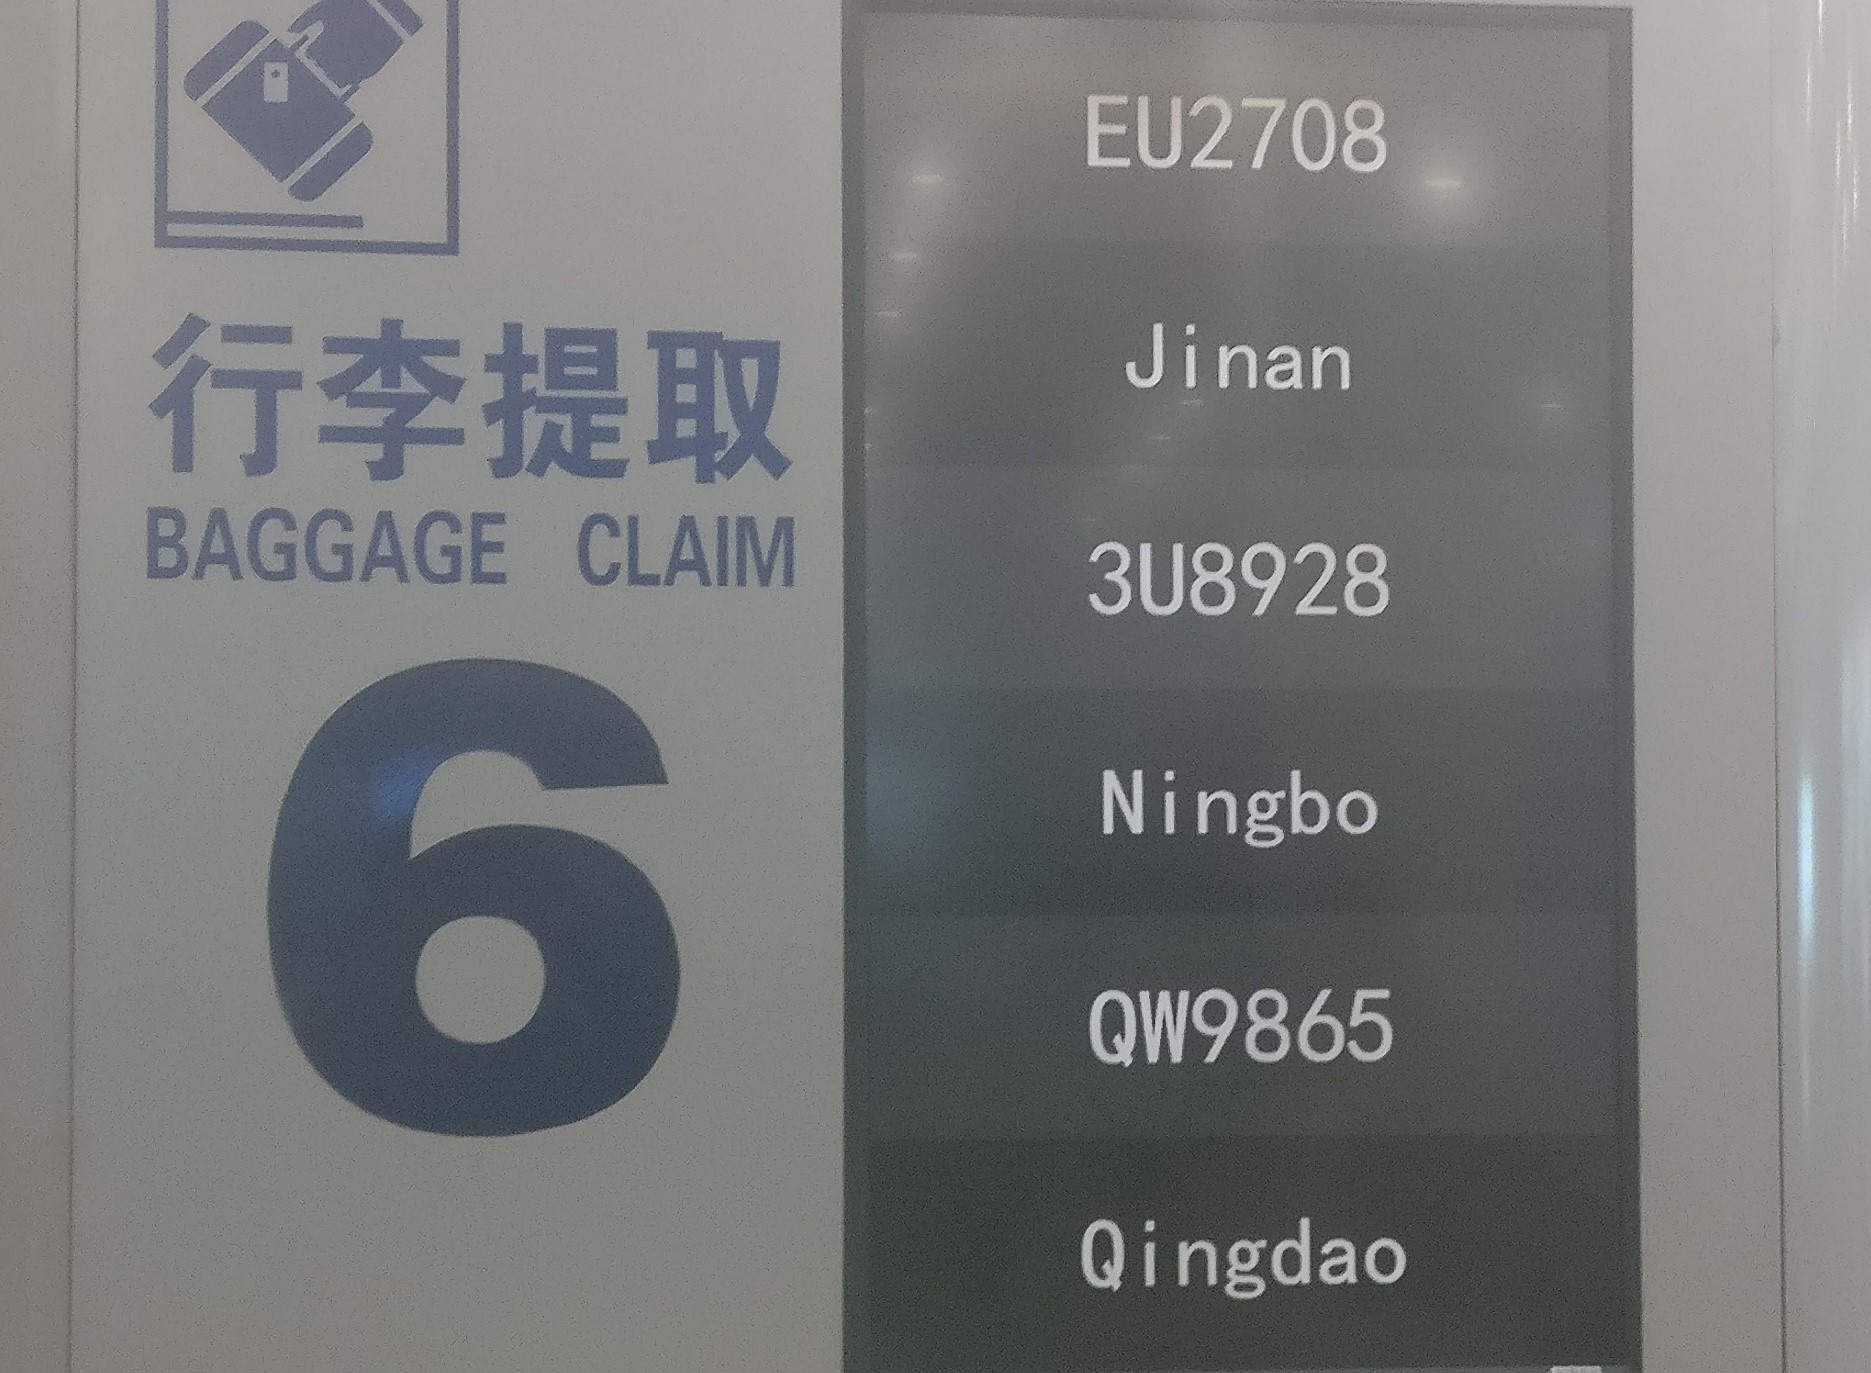 行李提取
BAGGAGE CLAIM
6
EU2708
Jinan
3U8928
Ningbo
QW9865
Qingdao